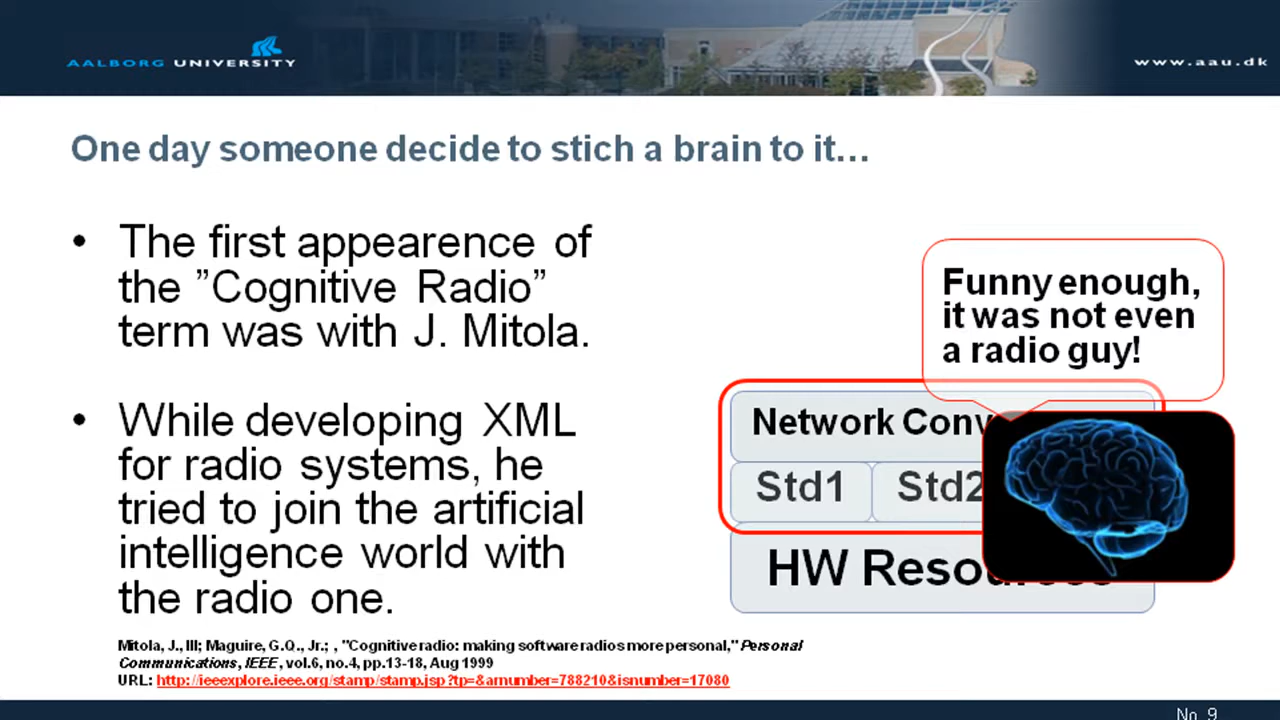 AALBORG UNIVERSITY
www.aau.dk
One day someone decide to stich a brain to it...
• The first appearence of
the ”Cognitive Radio”
term was with J. Mitola.
• While developing XML
for radio systems, he
tried to join the artificial
intelligence world with
the radio one.
Funny enough,
it was not even
a radio guy!
Network Conv
Std1 Std2
HW Resources
Mitola, J., III; Maguire, G.Q., Jr.; , "Cognitive radio: making software radios more personal," Personal
Communications, IEEE , vol.6, no.4, pp.13-18, Aug 1999
URL: http://ieeexplore.ieee.org/stamp/stamp.jsp?tp=&arnumber=788210&isnumber=17080
No. 9